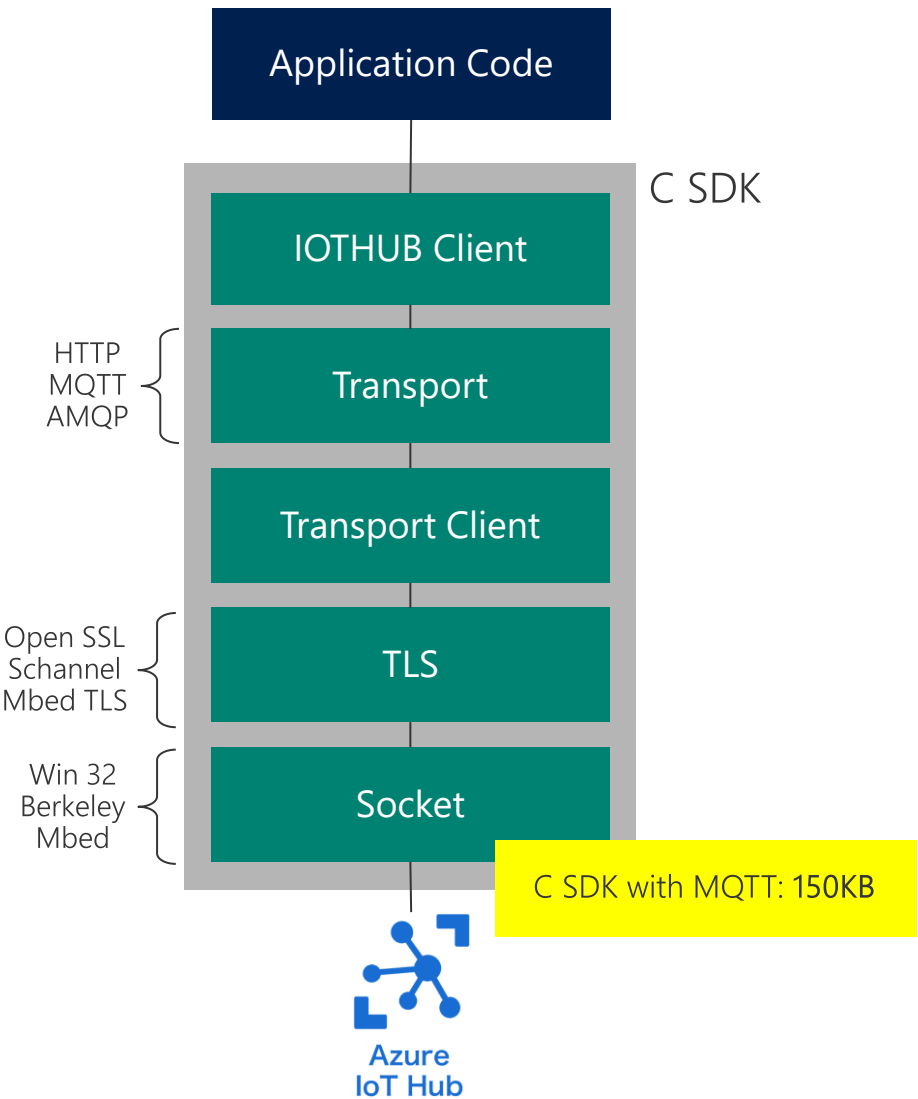 Application Code
C SDK
IOTHUB Client
HTTP
MQTT
AMQP
Transport
Transport Client
Open SSL
Schannel
Mbed TLS
TLS
Win 32
Berkeley
Mbed
Socket
C SDK with MQTT: 150KB
Azure
IoT Hub